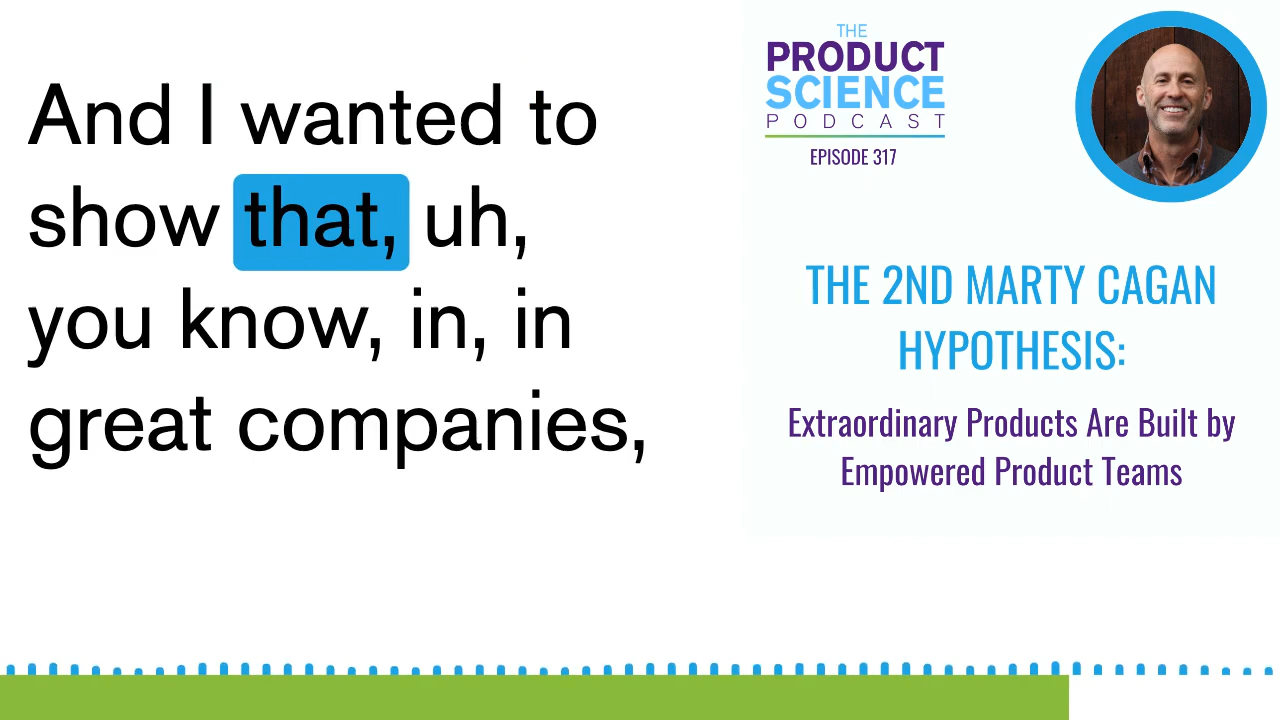 And I wanted to
show that, uh,
you know, in, in
great companies,
THE
PRODUCT
SCIENCE
PODCAST
EPISODE 317
THE 2ND MARTY CAGAN
HYPOTHESIS:
Extraordinary Products Are Built by
Empowered Product Teams